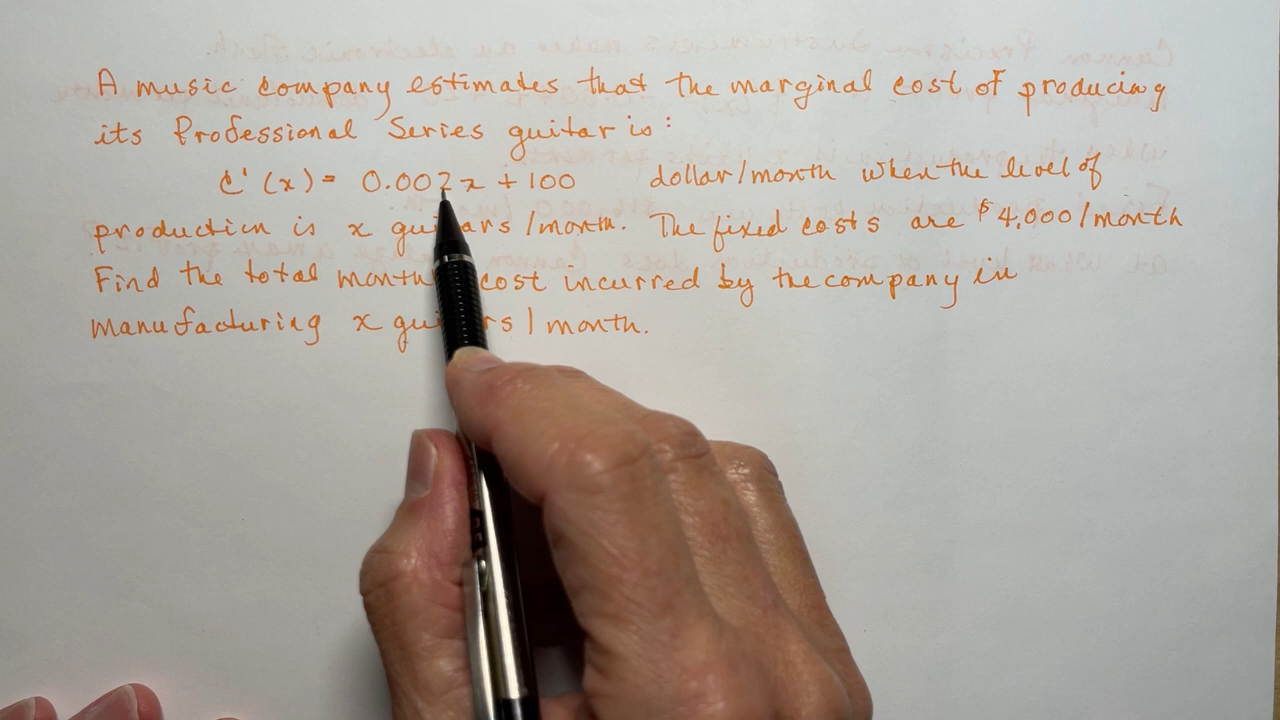 A music company estimates that the marginal cost of producing
its Professional Series guitar is:
C'(x) = 0.002x + 100 dollar/month when the level of
production is x guitars/month. The fixed costs are $4,000/month
Find the total cost incurred by the company in
manufacturing x guitars/month.